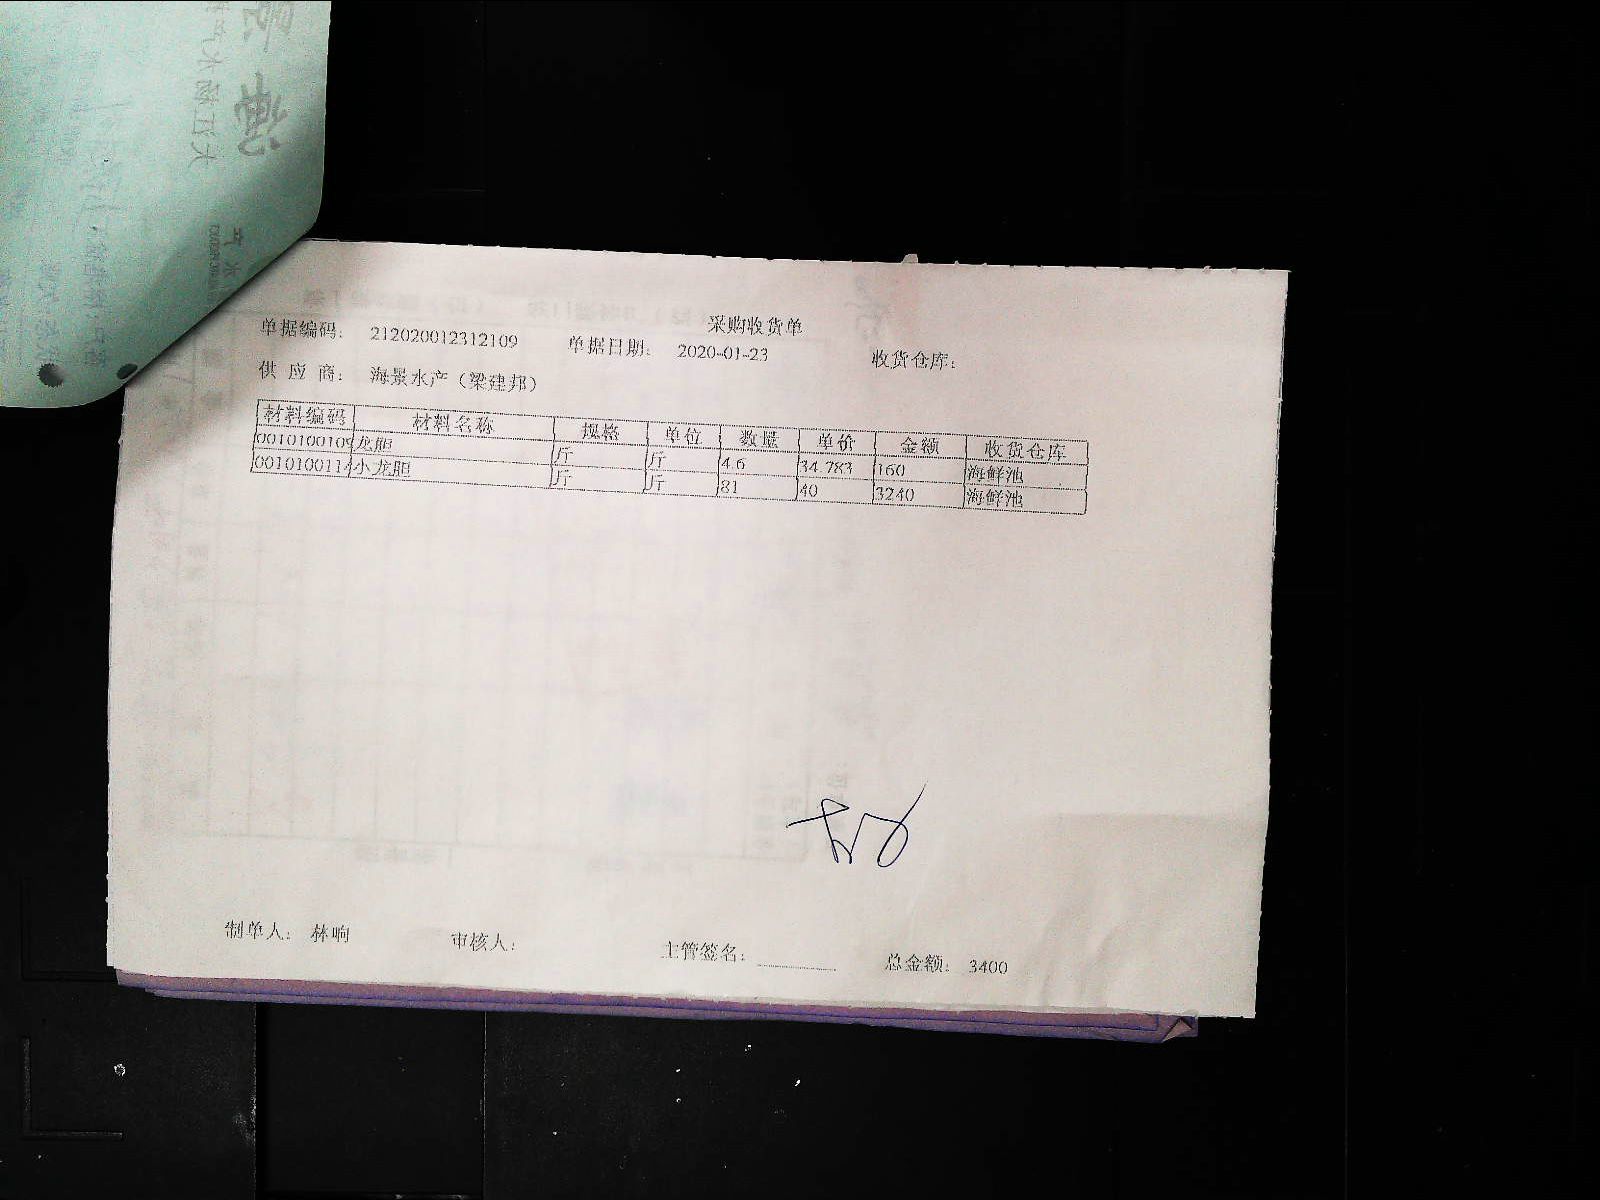 采购收货单
单据编码： 212020012312109 单据日期： 2020-01-23 收货仓库：
供 应 商： 海景水产（梁建邦）
材料编码 材料名称 规格 单位 数量 单价 金额 收货仓库
0010100109 龙胆 斤 斤 4.6 34.783 160 海鲜池
0010100114 小龙胆 斤 斤 81 40 3240 海鲜池
制单人： 林响 审核人： 主管签名： 总金额： 3400